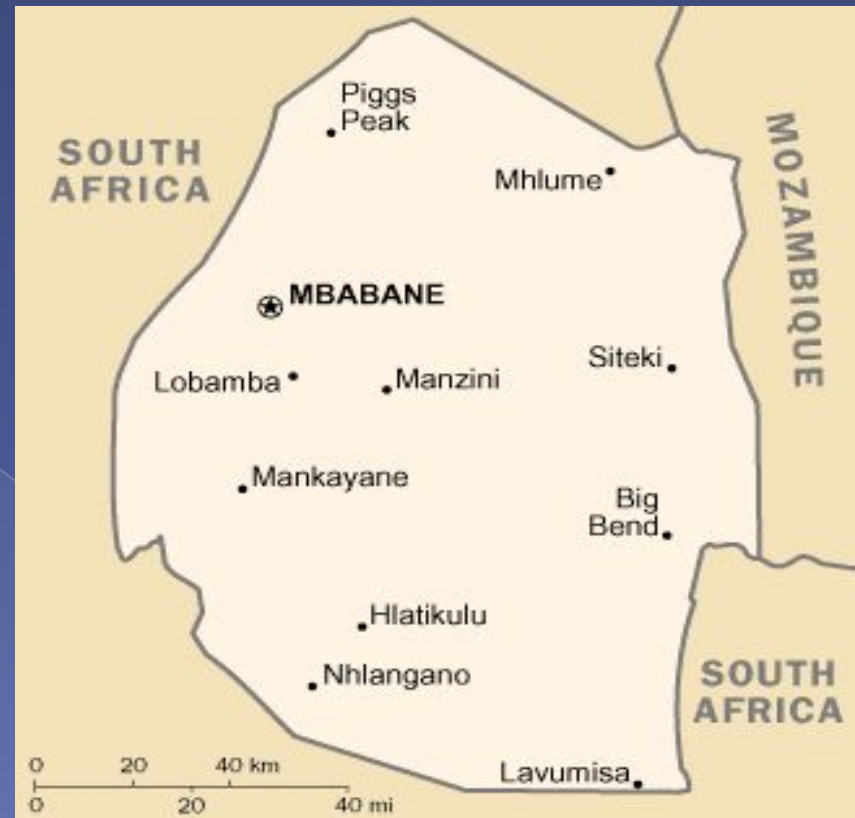 Piggs
Peak
SOUTH
AFRICA
MOZAMBIQUE
Mhlume
MBABANE
Siteki
Lobamba
Manzini
Mankayane
Big
Bend
Hlatikulu
Nhlangano
SOUTH
AFRICA
Lavumisa
0 20 40 km
0 20 40 mi